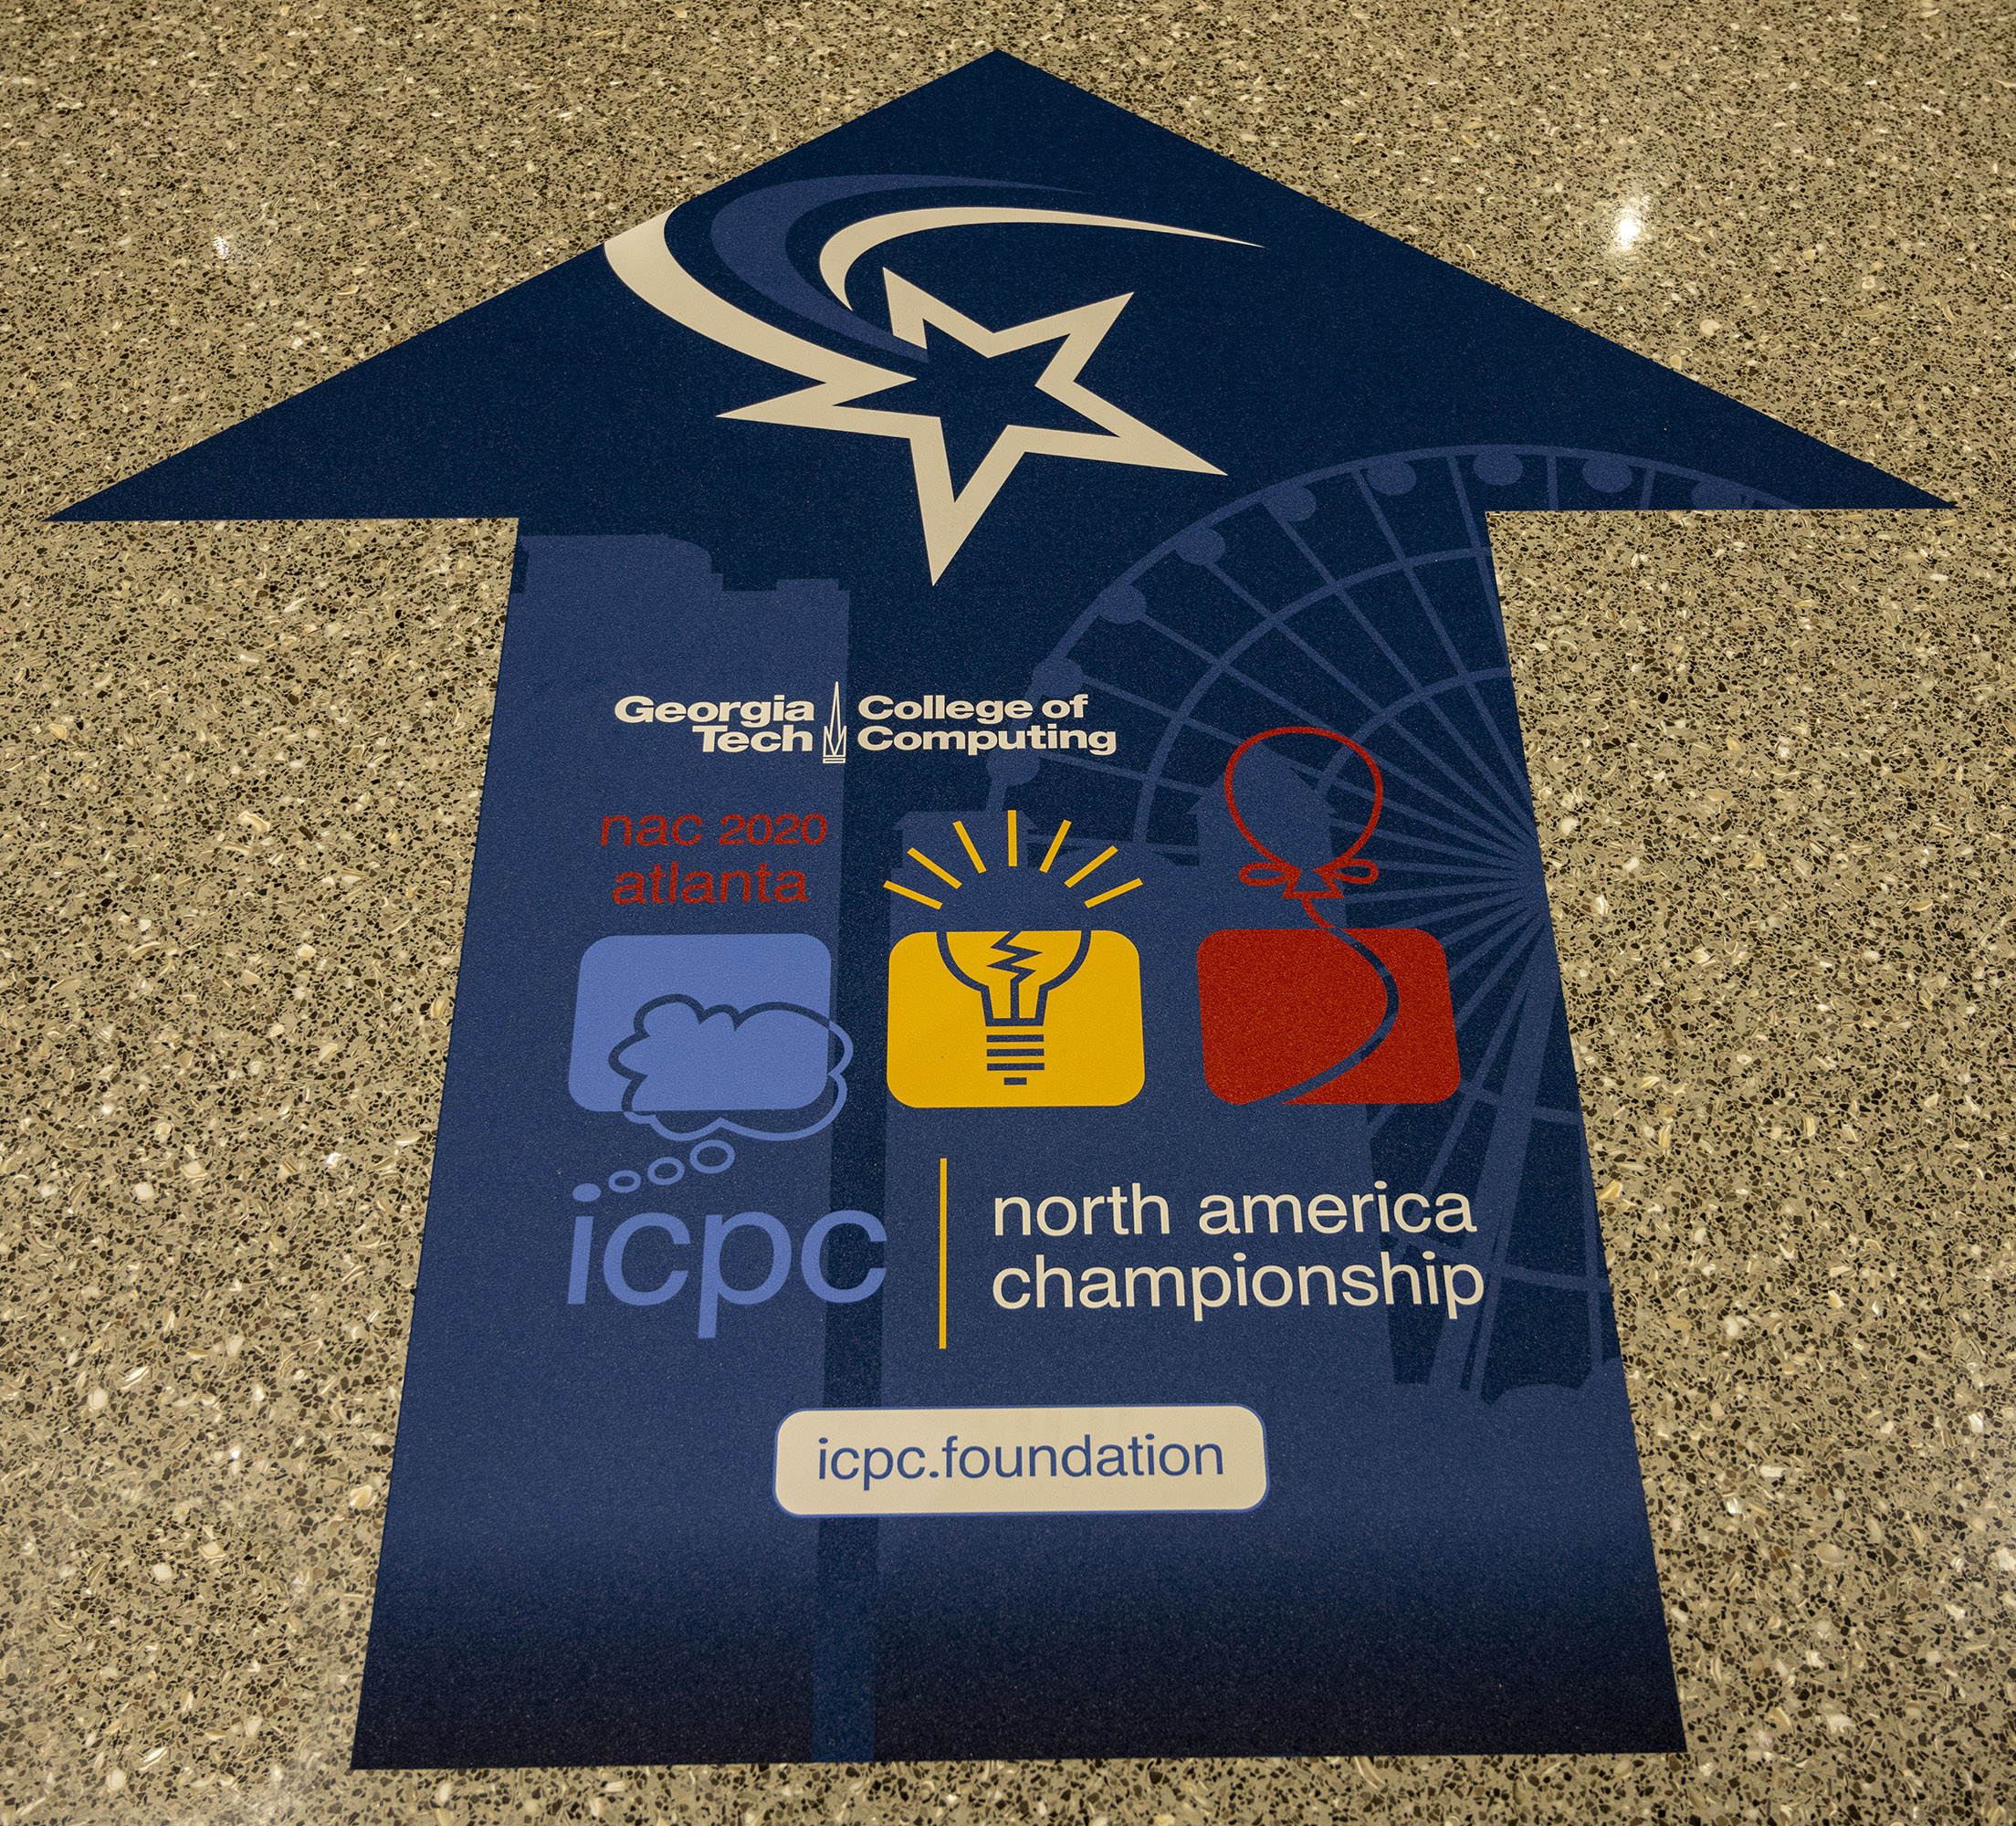 Georgia Tech
College of Computing
nac 2020
atlanta
icpc
north america
championship
icpc.foundation